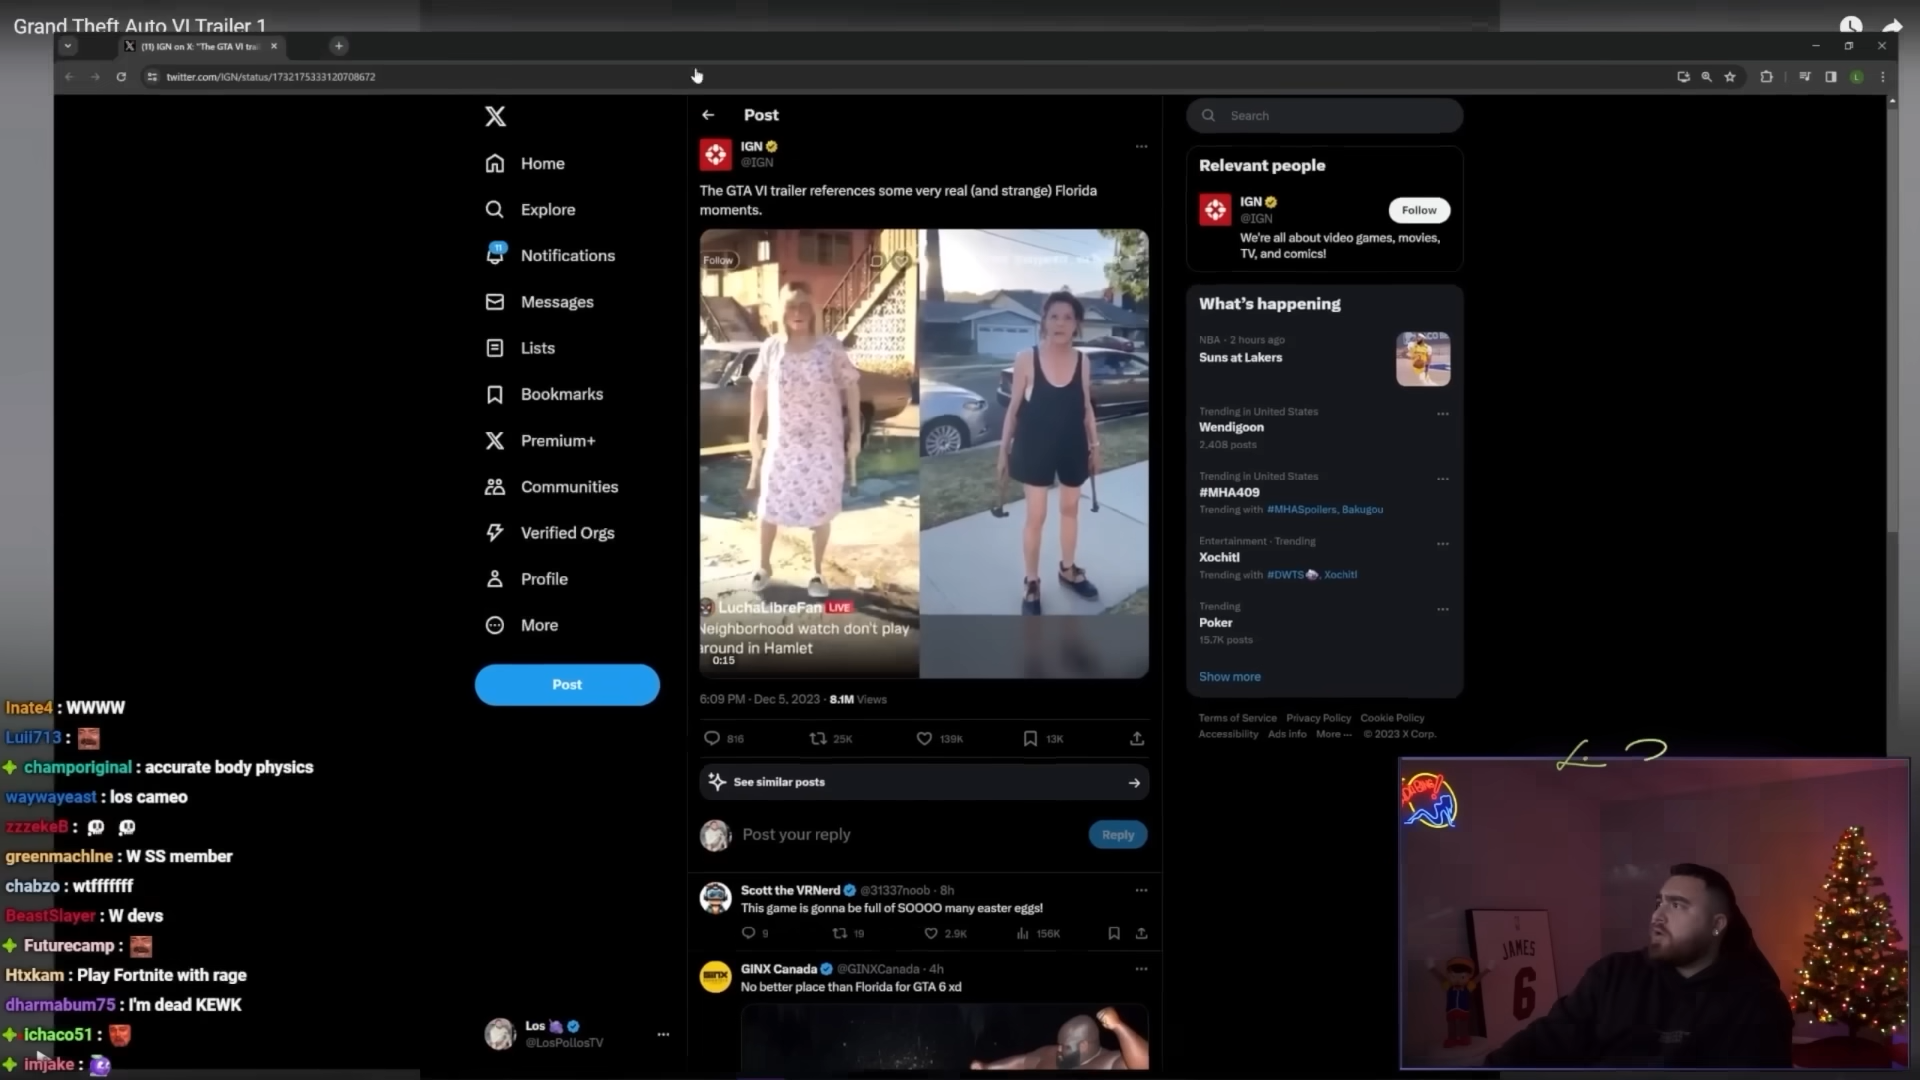 Grand Theft Auto VI Trailer 1
(11) IGN on X: "The GTA VI trai
twitter.com/IGN/status/1732175333120708672
Home
Explore
11
Notifications
Messages
Lists
Bookmarks
Premium+
Communities
Verified Orgs
Profile
More
Post
Los
@LosPollosTV
Post
IGN
@IGN
The GTA VI trailer references some very real (and strange) Florida
moments.
Follow
LuchaLibreFan LIVE
Neighborhood watch don't play
around in Hamlet
0:15
6:09 PM · Dec 5, 2023 · 8.1M Views
816 25K 139K 13K
See similar posts
Post your reply
Reply
Scott the VRNerd @31337noob · 8h
This game is gonna be full of SOOOO many easter eggs!
9 19 2.9K 156K
GINX Canada @GINXCanada · 4h
No better place than Florida for GTA 6 xd
Search
Relevant people
IGN
@IGN
Follow
We're all about video games, movies,
TV, and comics!
What's happening
NBA · 2 hours ago
Suns at Lakers
Trending in United States
Wendigoon
2,408 posts
Trending in United States
#MHA409
Trending with #MHASpoilers, Bakugou
Entertainment · Trending
Xochitl
Trending with #DWTS, Xochitl
Trending
Poker
15.7K posts
Show more
Terms of Service Privacy Policy Cookie Policy
Accessibility Ads info More ··· © 2023 X Corp.
Inate4 : WWWW
Luil713 :
champoriginal : accurate body physics
waywayeast : los cameo
zzzekeB :
greenmachlne : W SS member
chabzo : wtfffffff
BeastSlayer : W devs
Futurecamp :
Htxkam : Play Fortnite with rage
dharmabum75 : I'm dead KEWK
ichaco51 :
imjake :
JAMES
6